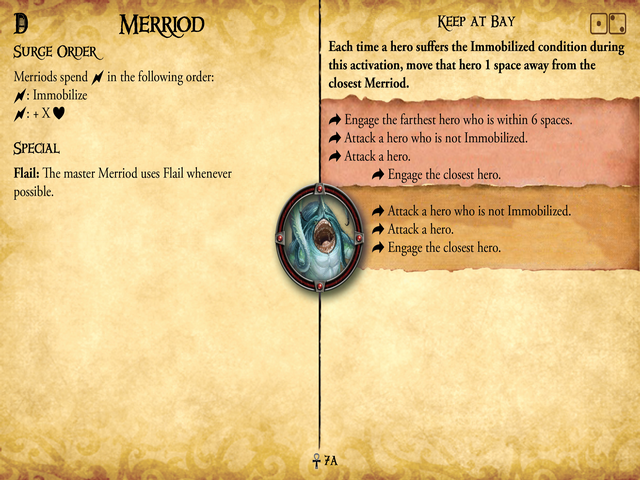 D
Merriod
Surge Order
Merriods spend in the following order:
: Immobilize
: + X
Special
Flail: The master Merriod uses Flail whenever
possible.
Keep at Bay
Each time a hero suffers the Immobilized condition during
this activation, move that hero 1 space away from the
closest Merriod.
Engage the farthest hero who is within 6 spaces.
Attack a hero who is not Immobilized.
Attack a hero.
Engage the closest hero.
Attack a hero who is not Immobilized.
Attack a hero.
Engage the closest hero.
7A